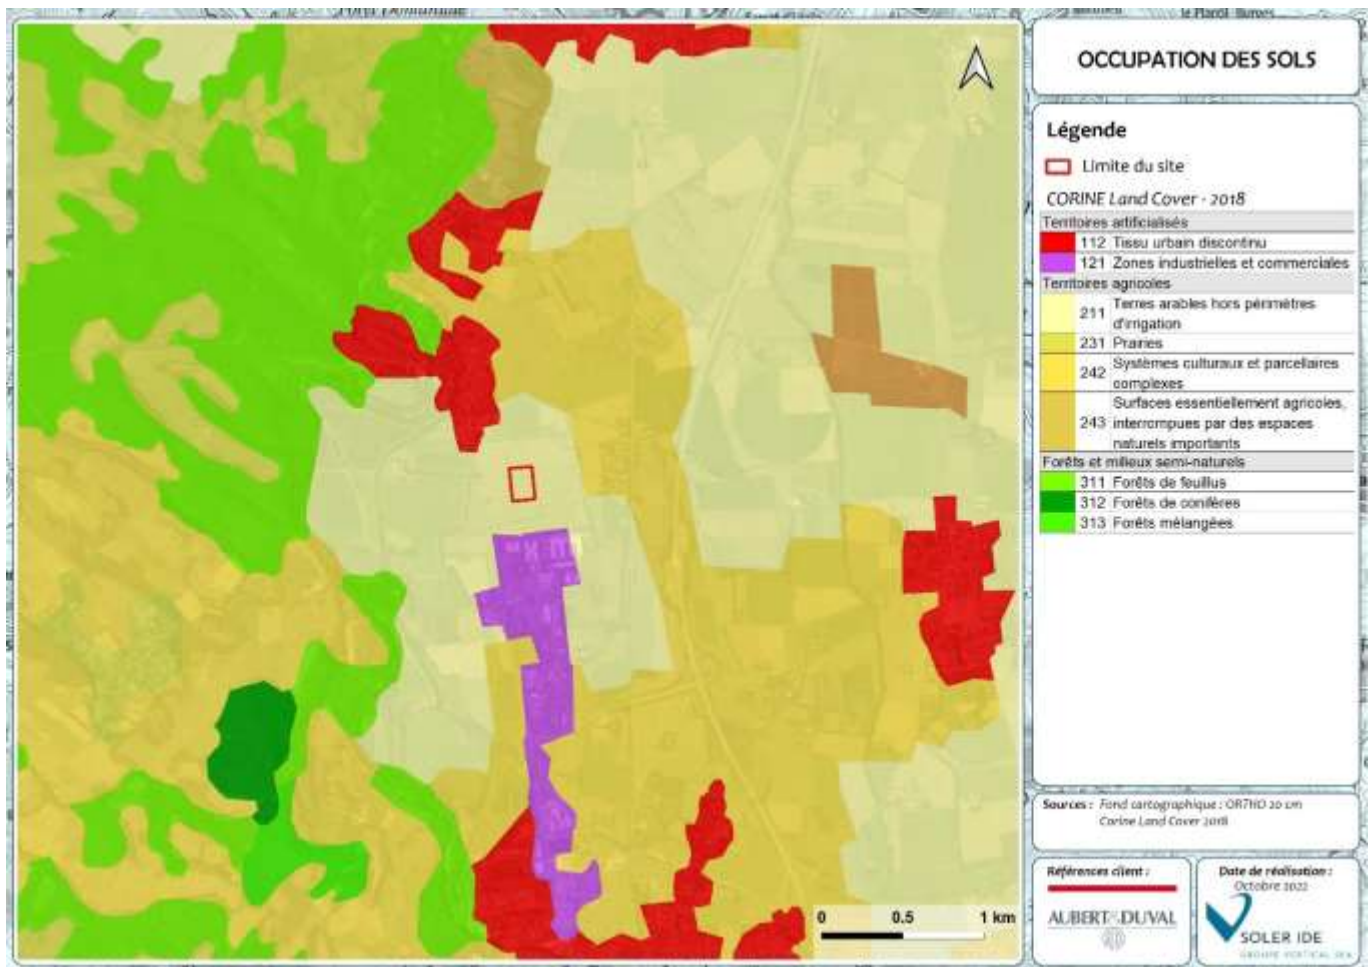 OCCUPATION DES SOLS
Légende
Limite du site
CORINE Land Cover - 2018
Territoires artificialisés
112 Tissu urbain discontinu
121 Zones industrielles et commerciales
Territoires agricoles
211 Terres arables hors périmètres
d'irrigation
231 Prairies
242 Systèmes culturaux et parcellaires
complexes
243 Surfaces essentiellement agricoles,
interrompues par des espaces
naturels importants
Forêts et milieux semi-naturels
311 Forêts de feuillus
312 Forêts de conifères
313 Forêts mélangées
Sources : Fond cartographique : ORTHO 20 cm
Corine Land Cover 2018
Références client :
AUBERT & DUVAL
Date de réalisation :
Octobre 2022
SOLER IDE
GROUPE VERTICAL SEA
0 0.5 1 km